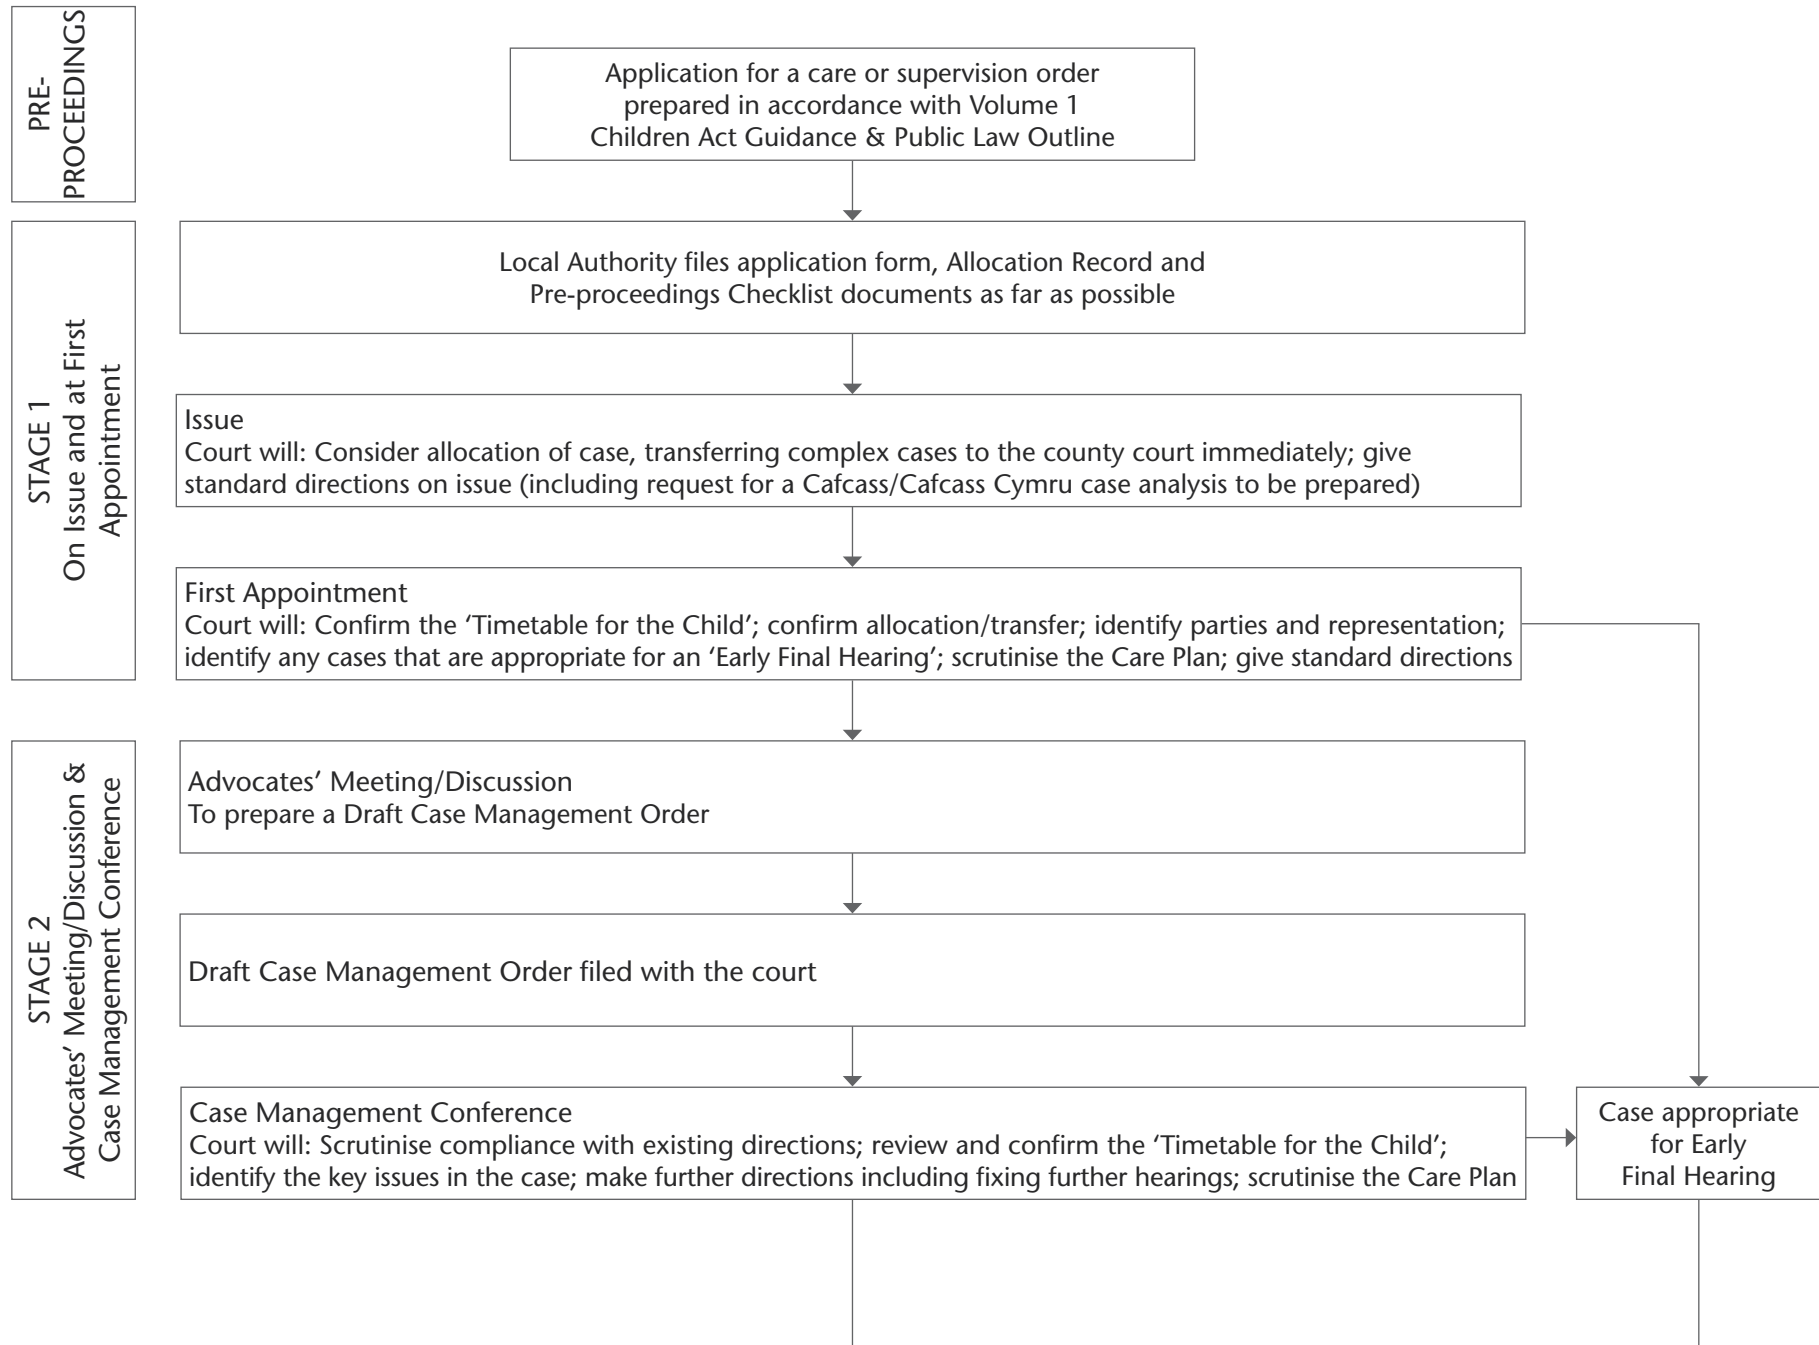 PRE-
PROCEEDINGS
Application for a care or supervision order
prepared in accordance with Volume 1
Children Act Guidance & Public Law Outline
STAGE 1
On Issue and at First
Appointment
Local Authority files application form, Allocation Record and
Pre-proceedings Checklist documents as far as possible
Issue
Court will: Consider allocation of case, transferring complex cases to the county court immediately; give
standard directions on issue (including request for a Cafcass/Cafcass Cymru case analysis to be prepared)
First Appointment
Court will: Confirm the ‘Timetable for the Child’; confirm allocation/transfer; identify parties and representation;
identify any cases that are appropriate for an ‘Early Final Hearing’; scrutinise the Care Plan; give standard directions
STAGE 2
Advocates’ Meeting/Discussion &
Case Management Conference
Advocates’ Meeting/Discussion
To prepare a Draft Case Management Order
Draft Case Management Order filed with the court
Case Management Conference
Court will: Scrutinise compliance with existing directions; review and confirm the ‘Timetable for the Child’;
identify the key issues in the case; make further directions including fixing further hearings; scrutinise the Care Plan
Case appropriate
for Early
Final Hearing